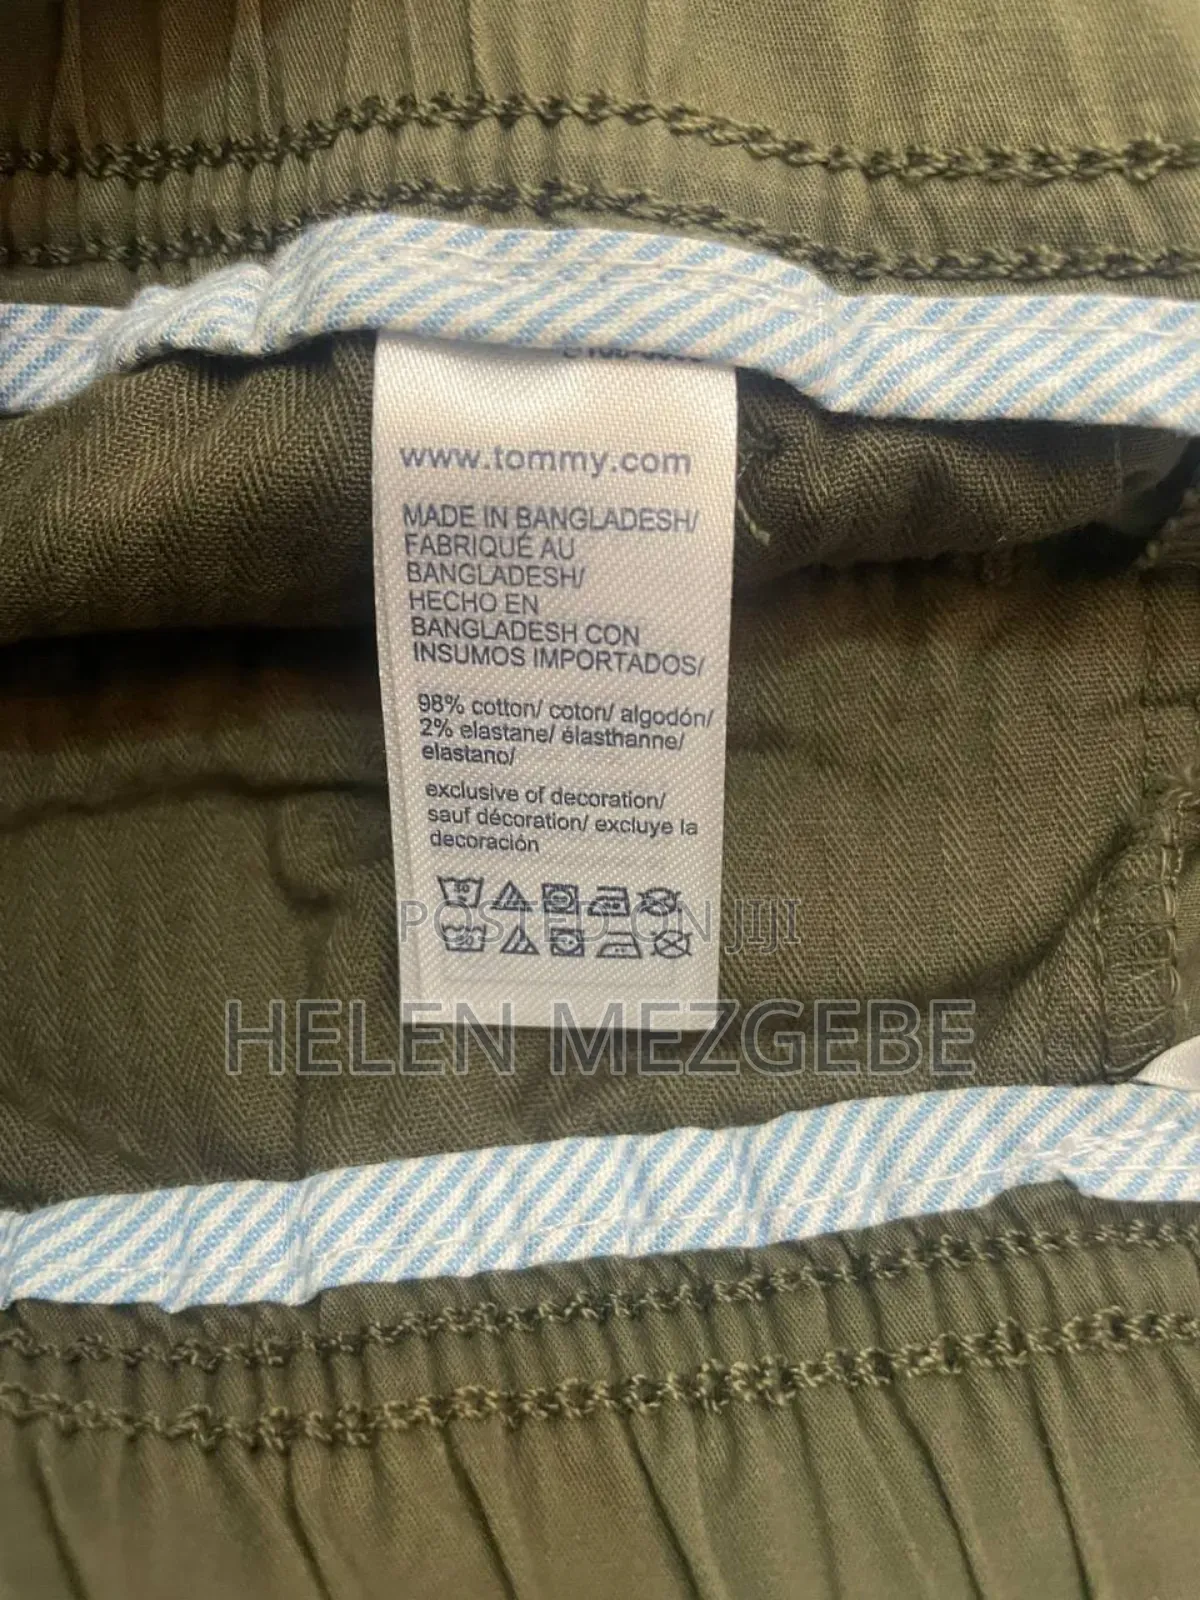 www.tommy.com
MADE IN BANGLADESH/
FABRIQUÉ AU
BANGLADESH/
HECHO EN
BANGLADESH CON
INSUMOS IMPORTADOS/
98% cotton/ coton/ algodón/
2% elastane/ élasthanne/
elastano/
exclusive of decoration/
sauf décoration/ excluye la
decoración
POSTED ON JIJI
HELEN MEZGEBE